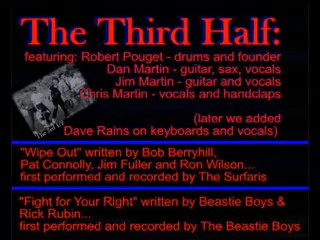 The Third Half:
featuring: Robert Pouget - drums and founder
Dan Martin - guitar, sax, vocals
Jim Martin - guitar and vocals
Chris Martin - vocals and handclaps
(later we added
Dave Rains on keyboards and vocals)
"Wipe Out" written by Bob Berryhill,
Pat Connolly, Jim Fuller and Ron Wilson...
first performed and recorded by The Surfaris
"Fight for Your Right" written by Beastie Boys &
Rick Rubin...
first performed and recorded by The Beastie Boys